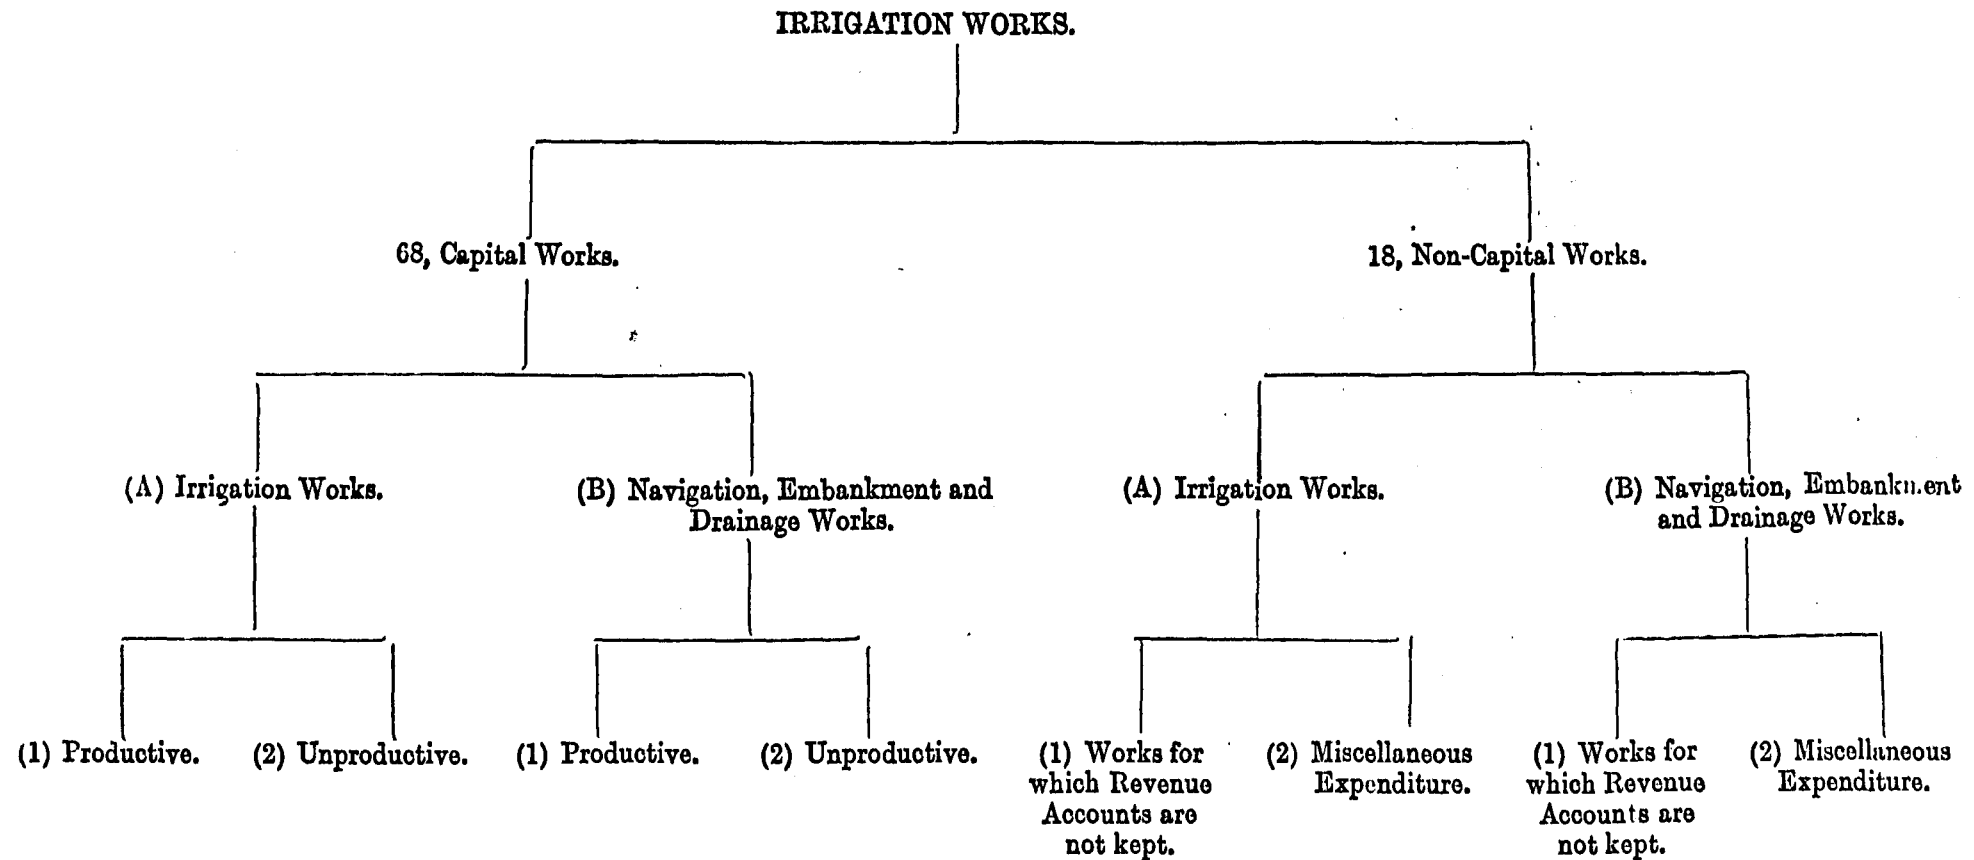 IRRIGATION WORKS.
68, Capital Works.
18, Non-Capital Works.
(A) Irrigation Works.
(B) Navigation, Embankment and
Drainage Works.
(A) Irrigation Works.
(B) Navigation, Embankment
and Drainage Works.
(1) Productive.
(2) Unproductive.
(1) Productive.
(2) Unproductive.
(1) Works for
which Revenue
Accounts are
not kept.
(2) Miscellaneous
Expenditure.
(1) Works for
which Revenue
Accounts are
not kept.
(2) Miscellaneous
Expenditure.